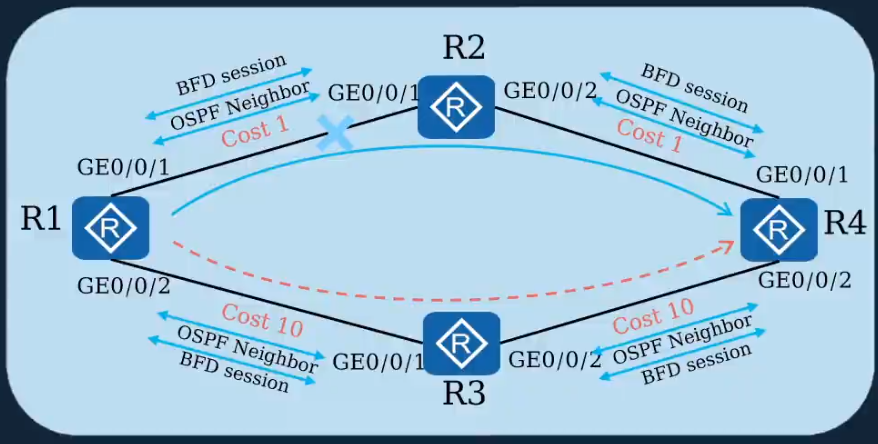 R2
BFD session
OSPF Neighbor
Cost 1
GE0/0/1
GE0/0/2
BFD session
OSPF Neighbor
Cost 1
GE0/0/1
GE0/0/1
R1
R
R
R
R4
GE0/0/2
GE0/0/2
Cost 10
OSPF Neighbor
BFD session
GE0/0/1
R
GE0/0/2
Cost 10
OSPF Neighbor
BFD session
R3